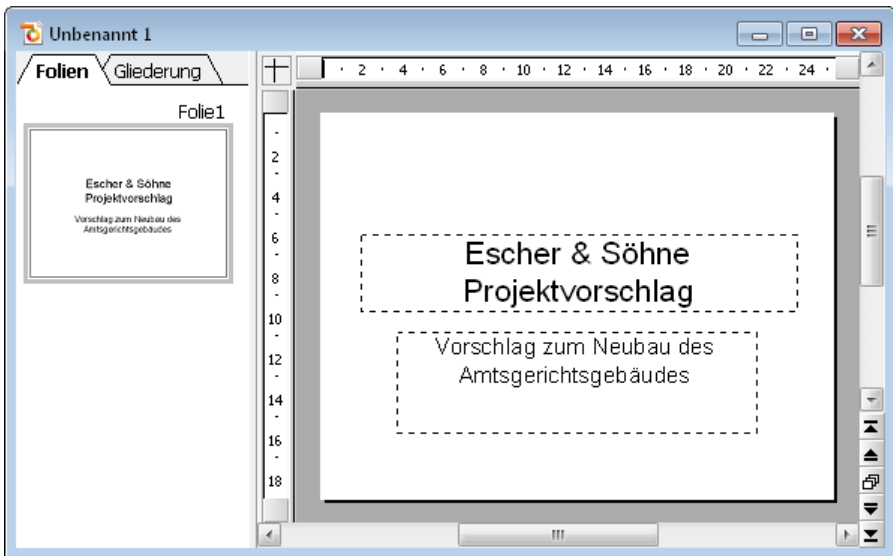 Unbenannt 1
Folien Gliederung
Folie1
Escher & Söhne
Projektvorschlag
Vorschlag zum Neubau des
Amtsgerichtsgebäudes
2 4 6 8 10 12 14 16 18 20 22 24
2
4
6
8
10
12
14
16
18
Escher & Söhne
Projektvorschlag
Vorschlag zum Neubau des
Amtsgerichtsgebäudes